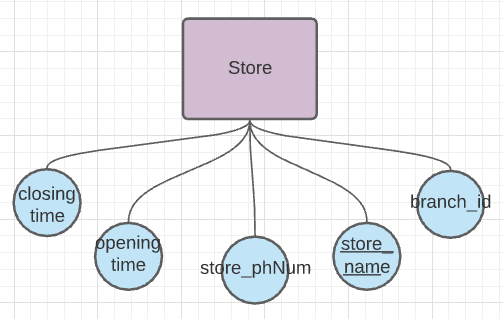 Store
closing
time
opening
time
store_phNum
store_
name
branch_id